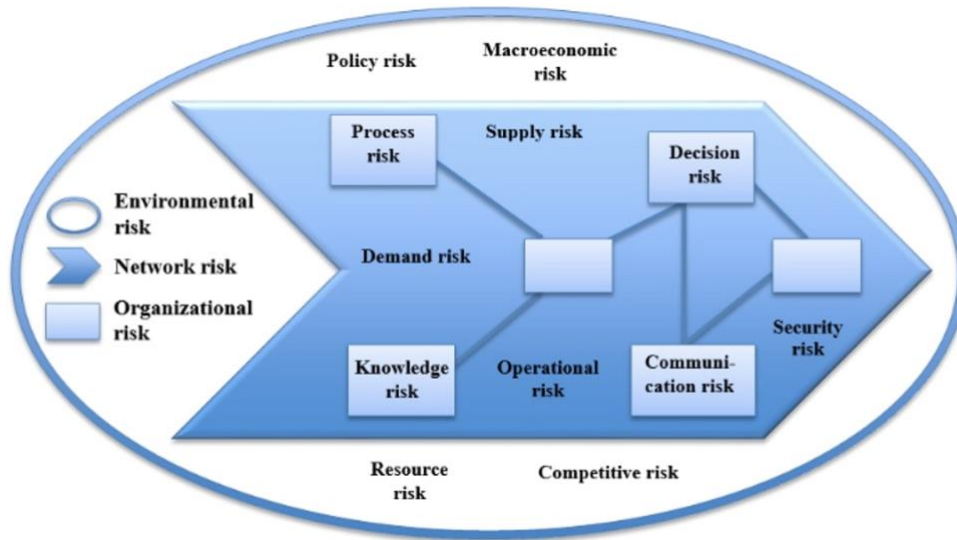 Policy risk
Macroeconomic
risk
Process
risk
Supply risk
Decision
risk
Environmental
risk
Network risk
Organizational
risk
Demand risk
Knowledge
risk
Operational
risk
Communi-
cation risk
Security
risk
Resource
risk
Competitive risk